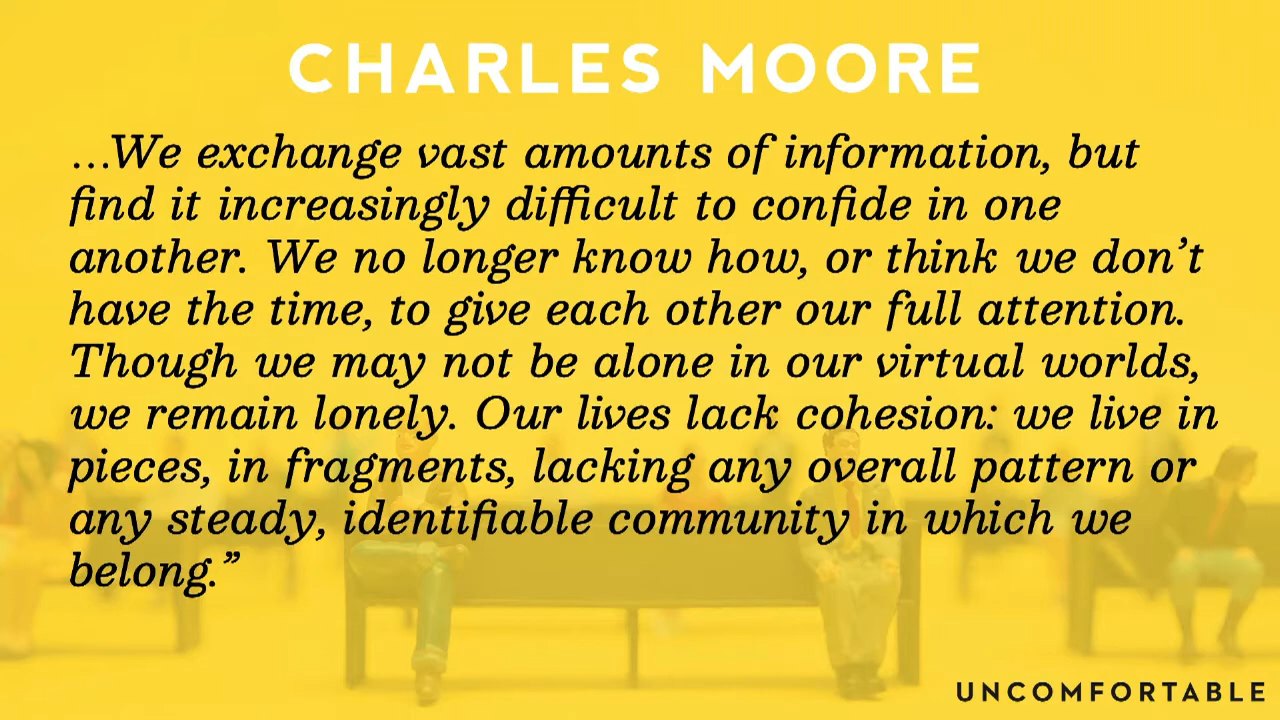 CHARLES MOORE
...We exchange vast amounts of information, but
find it increasingly difficult to confide in one
another. We no longer know how, or think we don’t
have the time, to give each other our full attention.
Though we may not be alone in our virtual worlds,
we remain lonely. Our lives lack cohesion: we live in
pieces, in fragments, lacking any overall pattern or
any steady, identifiable community in which we
belong.”
UNCOMFORTABLE